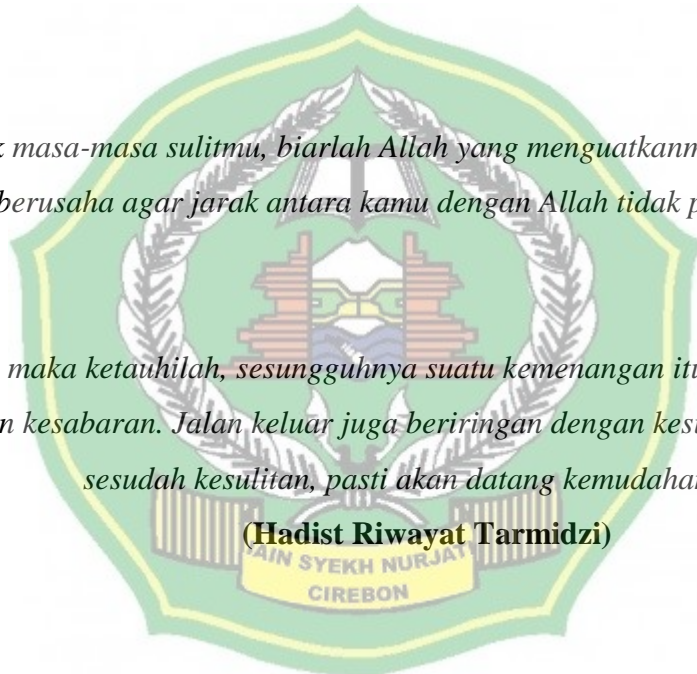 masa-masa sulitmu, biarlah Allah yang menguatkanm
berusaha agar jarak antara kamu dengan Allah tidak p
maka ketauhilah, sesungguhnya suatu kemenangan itu
n kesabaran. Jalan keluar juga beriringan dengan kesu
sesudah kesulitan, pasti akan datang kemudahan
(Hadist Riwayat Tarmidzi)
IAIN SYEKH NURJATI
CIREBON